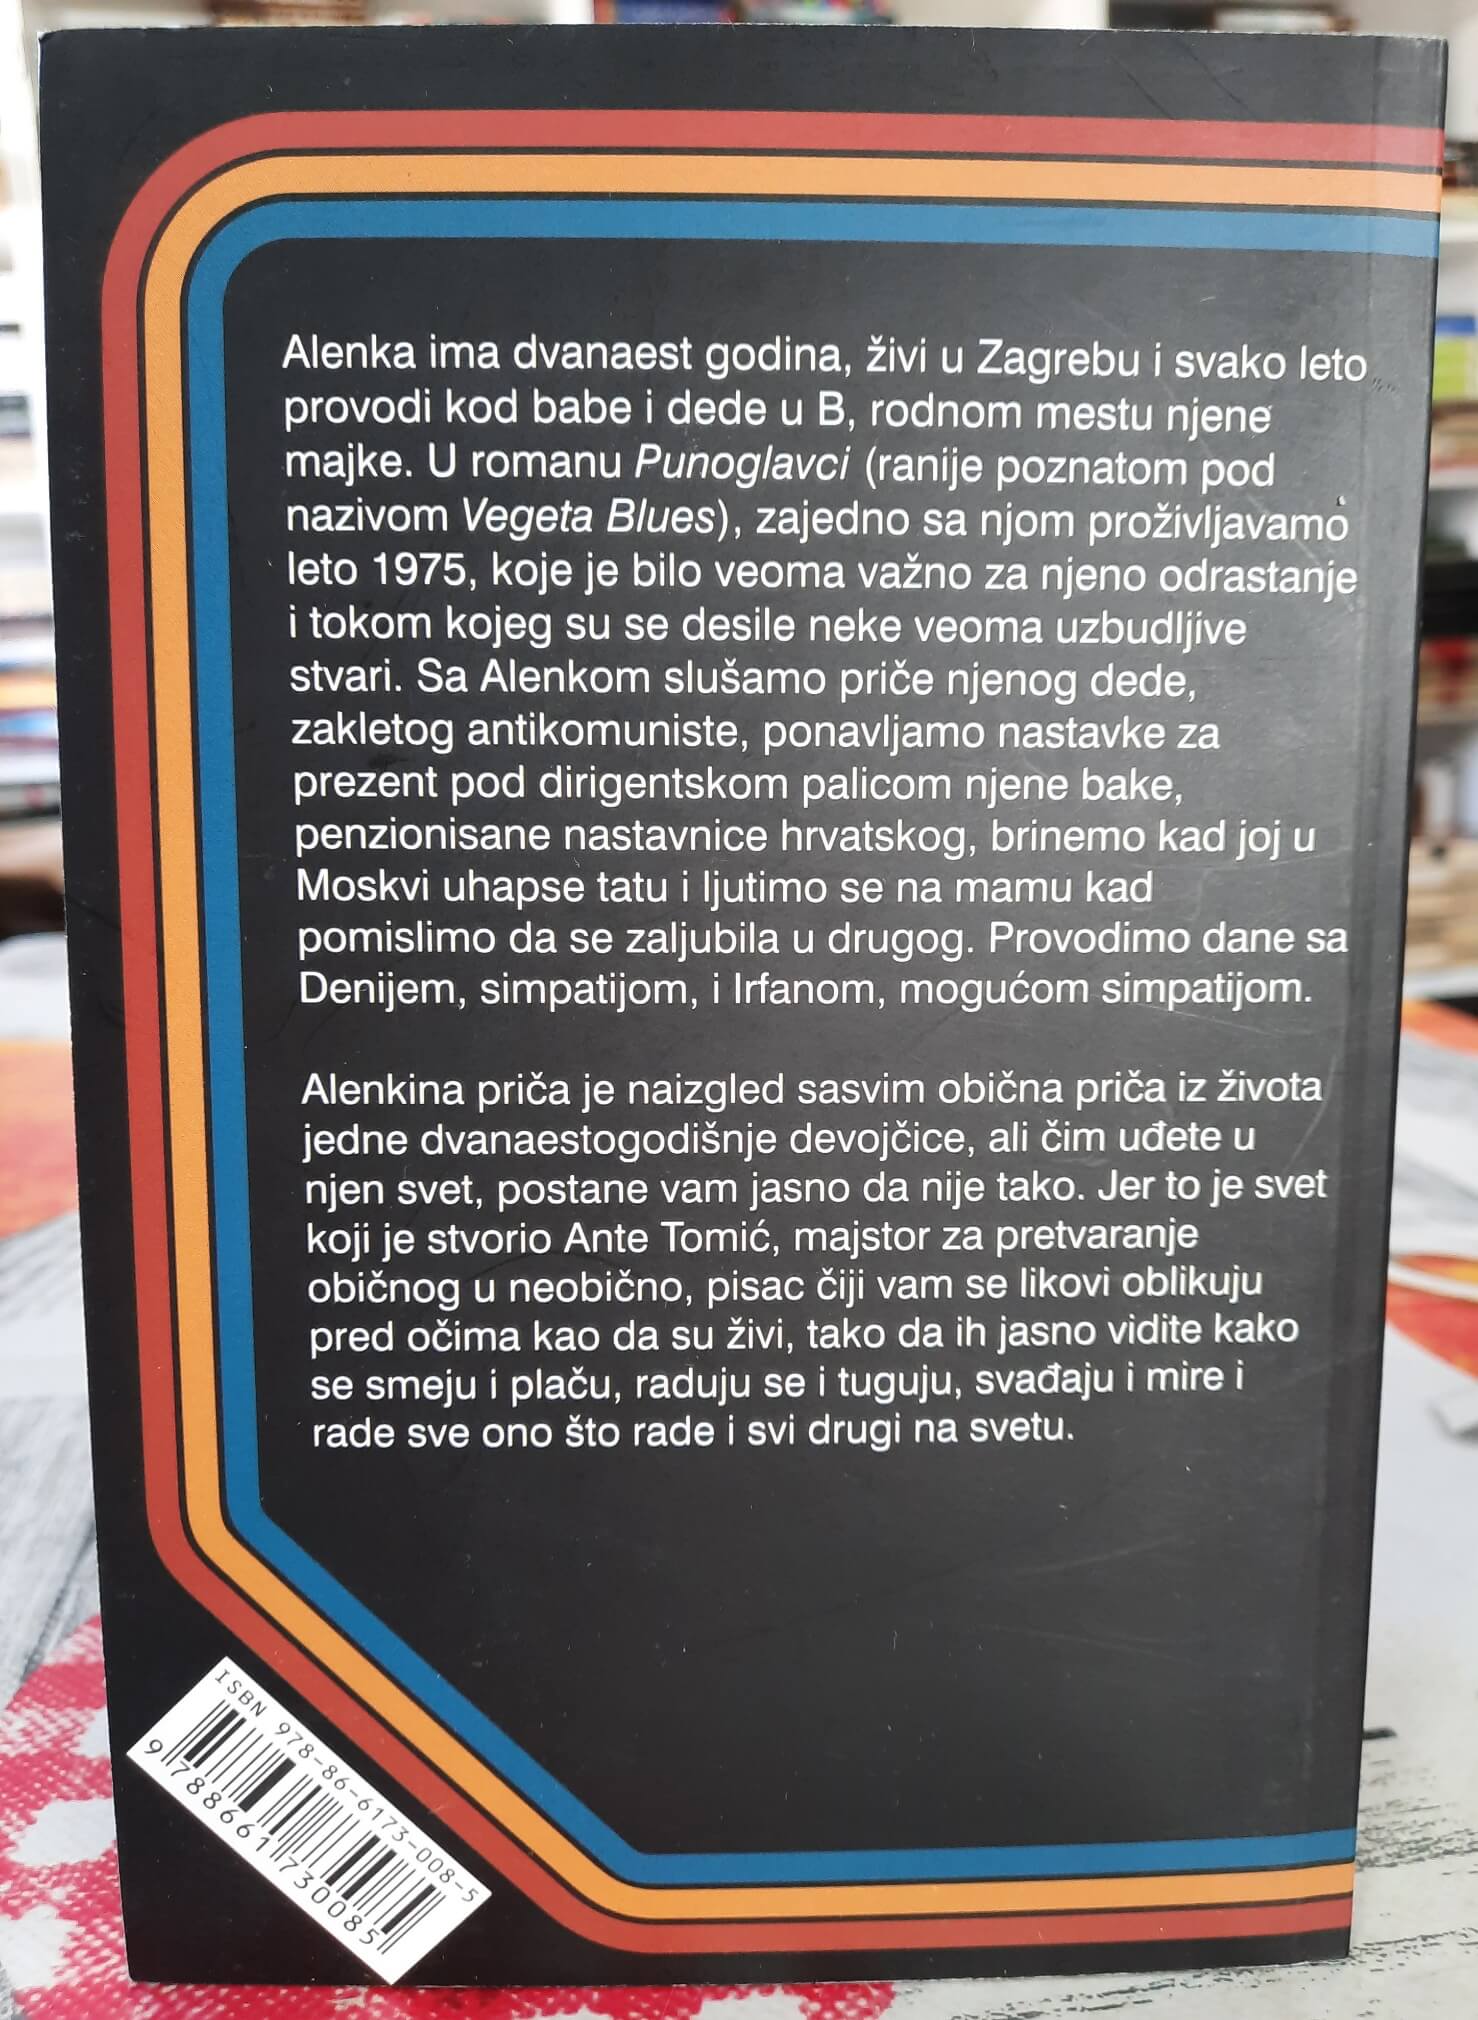 Alenka ima dvanaest godina, živi u Zagrebu i svako leto
provodi kod babe i dede u B, rodnom mestu njene
majke. U romanu Punoglavci (ranije poznatom pod
nazivom Vegeta Blues), zajedno sa njom proživljavamo
leto 1975, koje je bilo veoma važno za njeno odrastanje
i tokom kojeg su se desile neke veoma uzbudljive
stvari. Sa Alenkom slušamo priče njenog dede,
zakletog antikomuniste, ponavljamo nastavke za
prezent pod dirigentskom palicom njene bake,
penzionisane nastavnice hrvatskog, brinemo kad joj u
Moskvi uhapse tatu i ljutimo se na mamu kad
pomislimo da se zaljubila u drugog. Provodimo dane sa
Denijem, simpatijom, i Irfanom, mogućom simpatijom.
Alenkina priča je naizgled sasvim obična priča iz života
jedne dvanaestogodišnje devojčice, ali čim uđete u
njen svet, postane vam jasno da nije tako. Jer to je svet
koji je stvorio Ante Tomić, majstor za pretvaranje
običnog u neobično, pisac čiji vam se likovi oblikuju
pred očima kao da su živi, tako da ih jasno vidite kako
se smeju i plaču, raduju se i tuguju, svađaju i mire i
rade sve ono što rade i svi drugi na svetu.
ISBN 978-86-6173-008-5
9788661730085